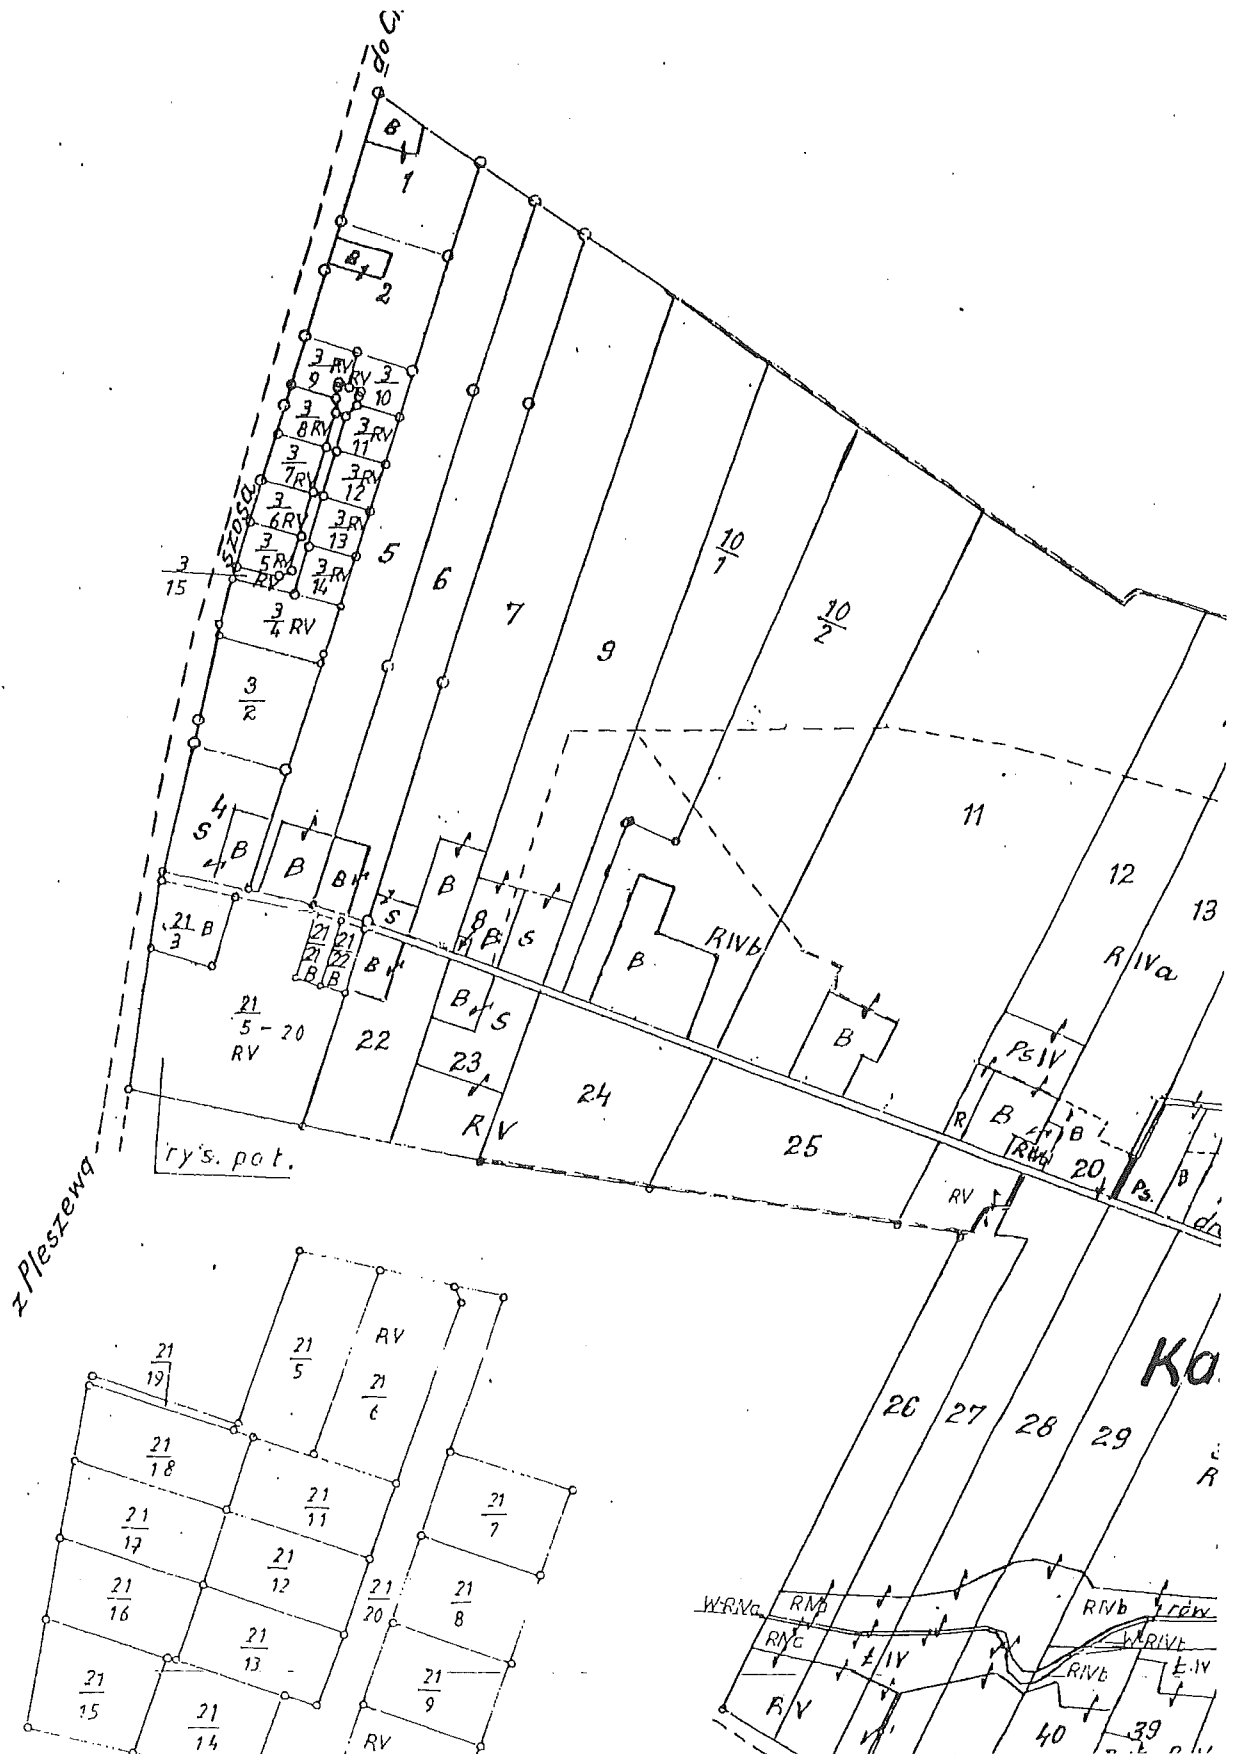 do
B
1
B
2
3/9 RV
RV
3/10
3/8 RV
3/11 RV
3/7 RV
3/12 RV
szosa
3/6 RV
3/13 RV
3/5 RV
3/14 RV
3/15
RV
3/4 RV
3/2
5
6
7
9
10/1
10/2
11
12
13
4
S
B
B
B
S
B
8
B
S
B
RIVb
R IVa
21/3 B
21/21 B
21/22 B
B
B
S
B
Ps IV
21/5-20
RV
22
23
24
25
R V
R
B
RIVb
B
20
Ps.
B
RV
rys. pot.
z Pleszewa
21/5
RV
21/6
21/19
21/18
21/11
21/7
21/17
21/12
21/16
21/20
21/8
21/13
21/15
21/14
21/9
RV
26
27
28
29
Ka
R
W-RIVa
RIVb
RIVb
rów
RIVa
Ł IV
W-RIVb
RIVb
Ł.IV
R V
40
39